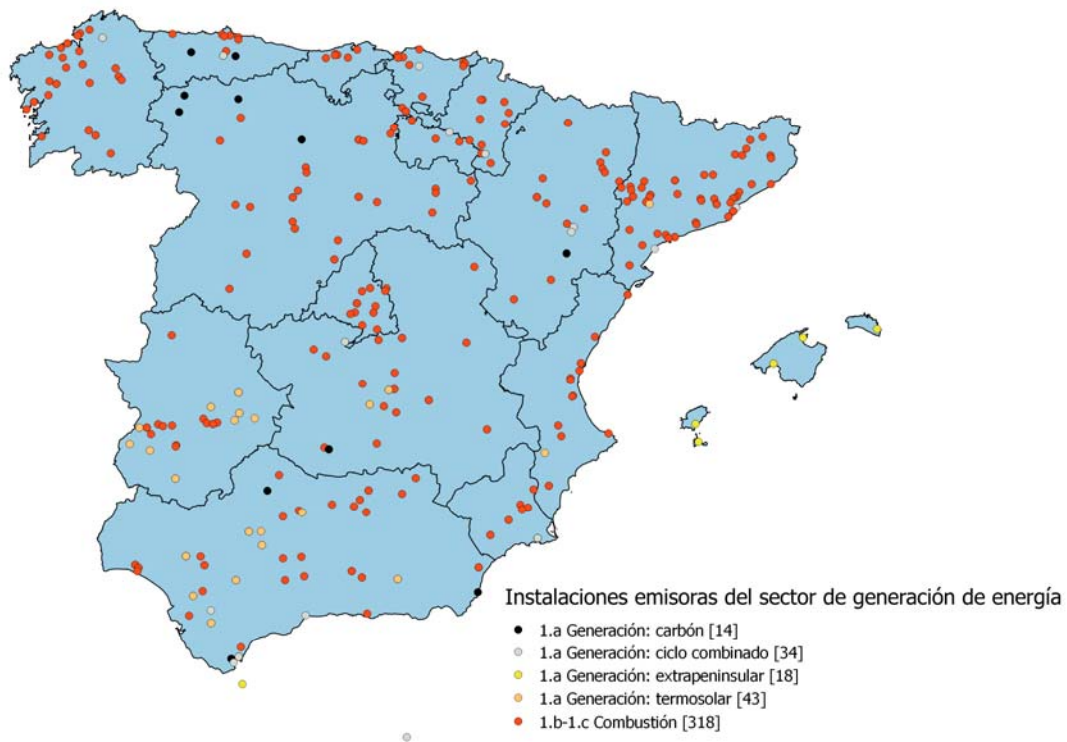 Instalaciones emisoras del sector de generación de energía
1.a Generación: carbón [14]
1.a Generación: ciclo combinado [34]
1.a Generación: extrapeninsular [18]
1.a Generación: termosolar [43]
1.b-1.c Combustión [318]